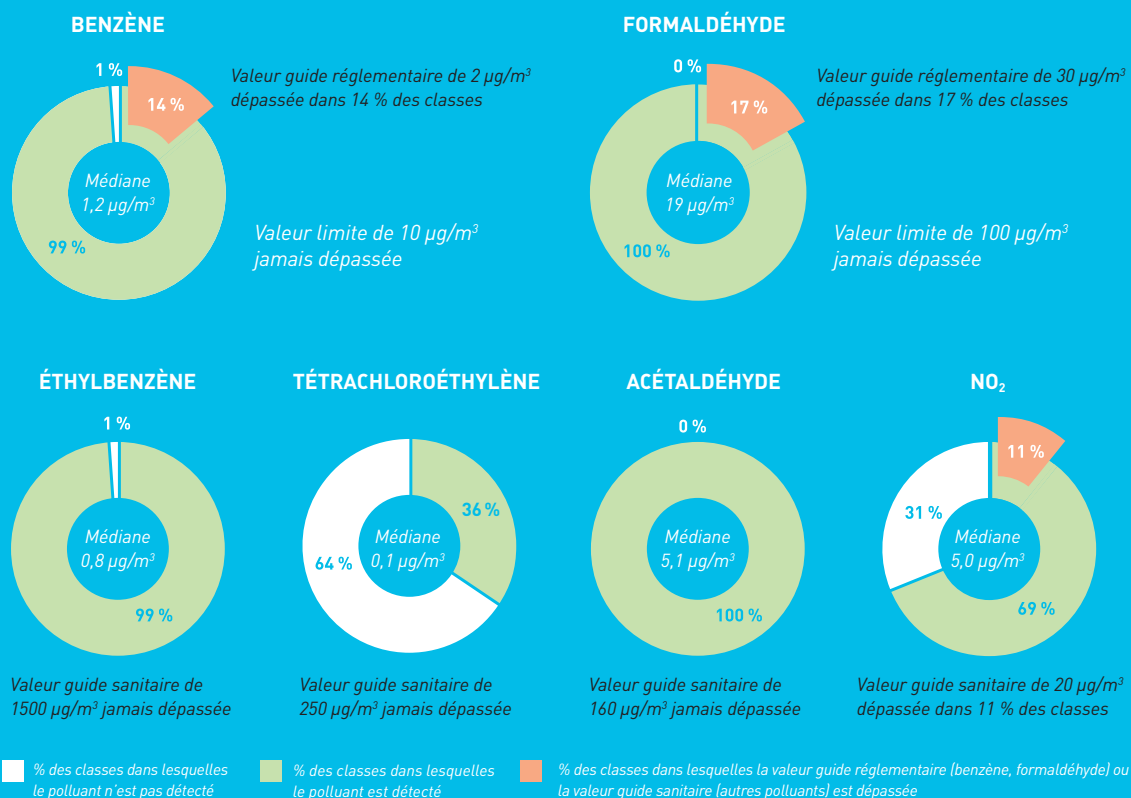 BENZÈNE
1 %
14 %
Valeur guide réglementaire de 2 µg/m³
dépassée dans 14 % des classes
Médiane
1,2 µg/m³
99 %
Valeur limite de 10 µg/m³
jamais dépassée
FORMALDÉHYDE
0 %
17 %
Valeur guide réglementaire de 30 µg/m³
dépassée dans 17 % des classes
Médiane
19 µg/m³
100 %
Valeur limite de 100 µg/m³
jamais dépassée
ÉTHYLBENZÈNE
1 %
Médiane
0,8 µg/m³
99 %
Valeur guide sanitaire de
1500 µg/m³ jamais dépassée
TÉTRACHLOROÉTHYLÈNE
36 %
Médiane
0,1 µg/m³
64 %
Valeur guide sanitaire de
250 µg/m³ jamais dépassée
ACÉTALDÉHYDE
0 %
Médiane
5,1 µg/m³
100 %
Valeur guide sanitaire de
160 µg/m³ jamais dépassée
NO₂
11 %
31 %
Médiane
5,0 µg/m³
69 %
Valeur guide sanitaire de 20 µg/m³
dépassée dans 11 % des classes
% des classes dans lesquelles
le polluant n'est pas détecté
% des classes dans lesquelles
le polluant est détecté
% des classes dans lesquelles la valeur guide réglementaire (benzène, formaldéhyde) ou
la valeur guide sanitaire (autres polluants) est dépassée